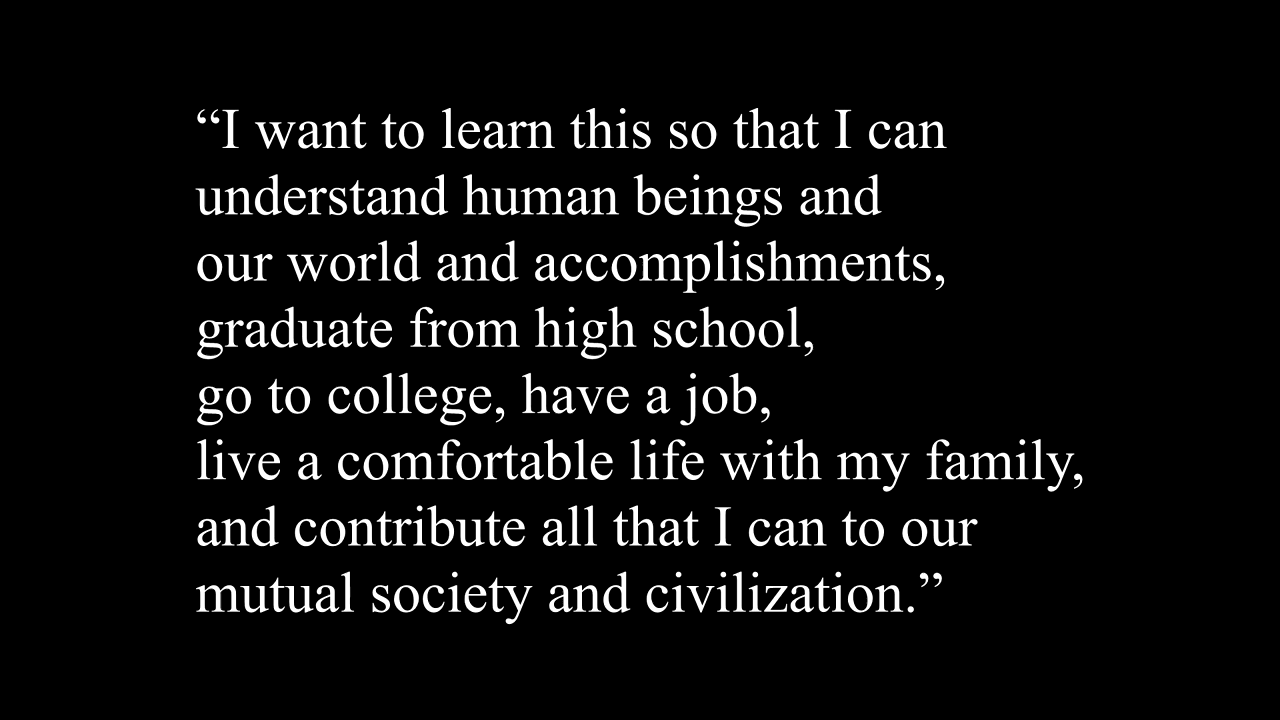 “I want to learn this so that I can
understand human beings and
our world and accomplishments,
graduate from high school,
go to college, have a job,
live a comfortable life with my family,
and contribute all that I can to our
mutual society and civilization.”